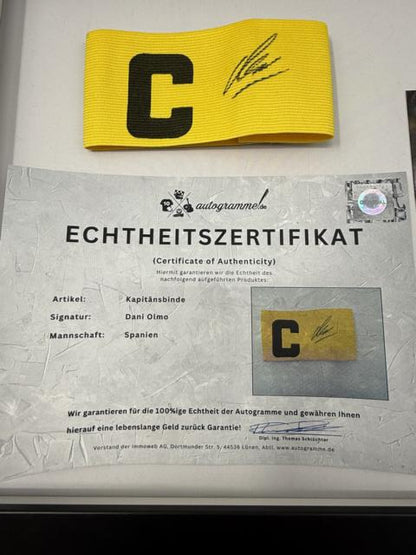 C
autogramme.de
ORIGINAL
ECHTHEITSZERTIFIKAT
(Certificate of Authenticity)
Hiermit garantieren wir die Echtheit des
nachfolgend aufgeführten Produktes:
Artikel: Kapitänsbinde
Signatur: Dani Olmo
Mannschaft: Spanien
C
Wir garantieren für die 100%ige Echtheit der Autogramme und gewähren Ihnen
hierauf eine lebenslange Geld zurück Garantie!
Dipl. Ing. Thomas Schlüchter
Vorstand der Immoweb AG, Dortmunder Str. 5, 44536 Lünen, Abll, www.autogramme.de